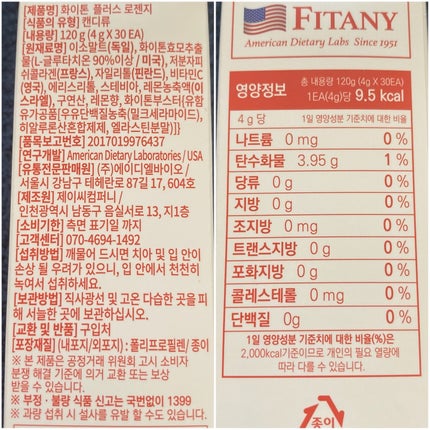 [제품명] 화이톤 플러스 로젠지
[식품의 유형] 캔디류
[내용량] 120 g (4 g X 30 EA)
[원재료명] 이소말트(독일), 화이톤효모추출
물(L-글루타치온 90%이상 / 미국), 저분자피
쉬콜라겐(프랑스), 자일리톨(핀란드), 비타민C
(영국), 에리스리톨, 스테비아, 레몬농축액(이
스라엘), 구연산, 레몬향, 화이톤부스터{유함
유가공품[우유단백질농축(밀크세라마이드),
히알루론산혼합제제, 엘라스틴분말)]}
[품목보고번호] 2017019976437
[연구개발] American Dietary Laboratories / USA
[유통전문판매원] (주)에이디엘바이오 /
서울시 강남구 테헤란로 87길 17, 604호
[제조원] 제이씨컴퍼니 /
인천광역시 남동구 음실서로 13, 지1층
[소비기한] 측면 표기일 까지
[고객센터] 070-4694-1492
[섭취방법] 깨물어 드시면 치아 및 입 안이
손상 될 우려가 있으니, 입 안에서 천천히
녹여서 섭취하세요.
[보관방법] 직사광선 및 고온 다습한 곳을 피
해 서늘한 곳에 보관하십시오.
[교환 및 반품] 구입처
[포장재질] (내포지/외포지) : 폴리프로필렌/ 종이
※ 본 제품은 공정거래 위원회 고시 소비자
분쟁 해결 기준에 의거 교환 또는 보상
받을 수 있습니다.
※ 부정 · 불량 식품 신고는 국번없이 1399
※ 과량 섭취 시 설사를 유발 할 수도 있습니다.
FITANY
American Dietary Labs Since 1951
영양정보
총 내용량 120g (4g X 30EA)
1EA(4g)당 9.5 kcal
4 g 당 1일 영양성분 기준치에 대한 비율
나트륨 0 mg 0 %
탄수화물 3.95 g 1 %
당류 0 g 0 %
지방 0 g 0 %
조지방 0 mg 0 %
트랜스지방 0 g 0 %
포화지방 0 g 0 %
콜레스테롤 0 mg 0 %
단백질 0g 0 %
1일 영양성분 기준치에 대한 비율(%)은
2,000kcal기준이므로 개인의 필요 열량에
따라 다를 수 있습니다.
종이